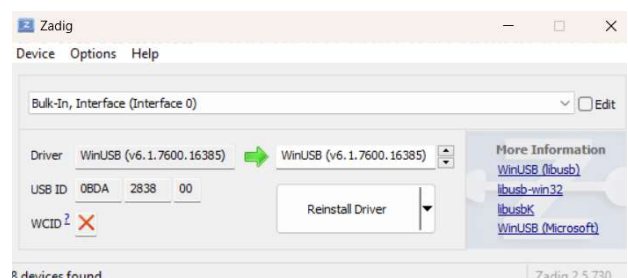 Zadig
Device Options Help
Bulk-In, Interface (Interface 0)
Edit
Driver WinUSB (v6.1.7600.16385) WinUSB (v6.1.7600.16385)
USB ID 0BDA 2838 00
WCID ?
Reinstall Driver
More Information
WinUSB (libusb)
libusb-win32
libusbK
WinUSB (Microsoft)
8 devices found
Zadig 2.5.730